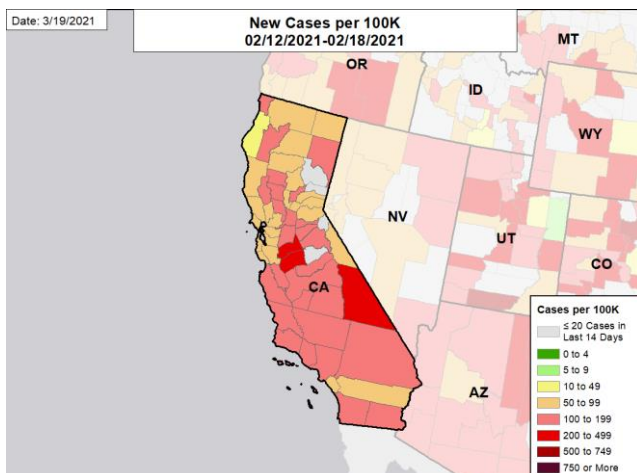 Date: 3/19/2021
New Cases per 100K
02/12/2021-02/18/2021
MT
OR
ID
WY
NV
UT
CO
CA
AZ
Cases per 100K
≤ 20 Cases in
Last 14 Days
0 to 4
5 to 9
10 to 49
50 to 99
100 to 199
200 to 499
500 to 749
750 or More